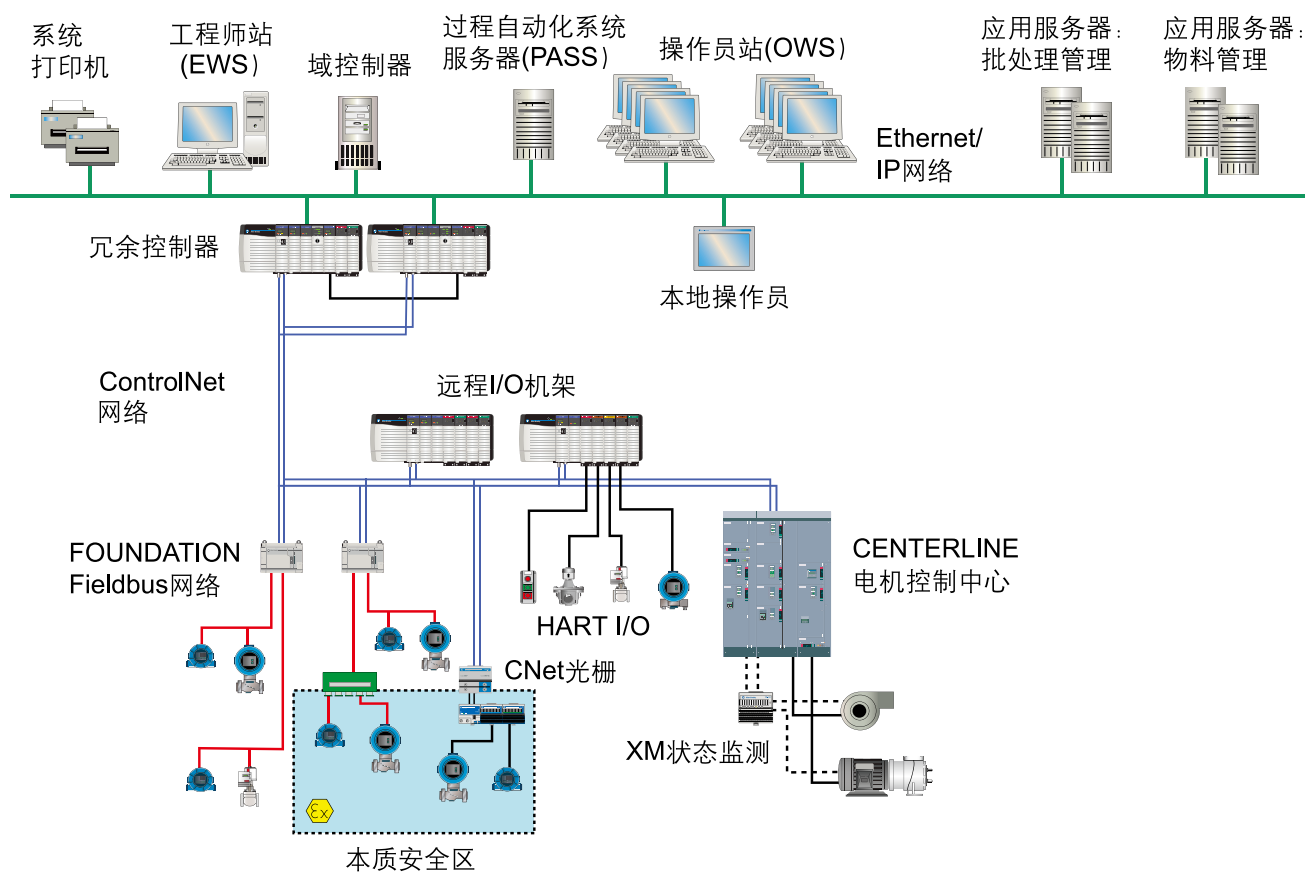 系统
打印机
工程师站
(EWS)
域控制器
过程自动化系统
服务器(PASS)
操作员站(OWS)
应用服务器:
批处理管理
应用服务器:
物料管理
Ethernet/
IP网络
冗余控制器
本地操作员
ControlNet
网络
远程I/O机架
FOUNDATION
Fieldbus网络
HART I/O
CENTERLINE
电机控制中心
CNet光栅
XM状态监测
Ex
本质安全区